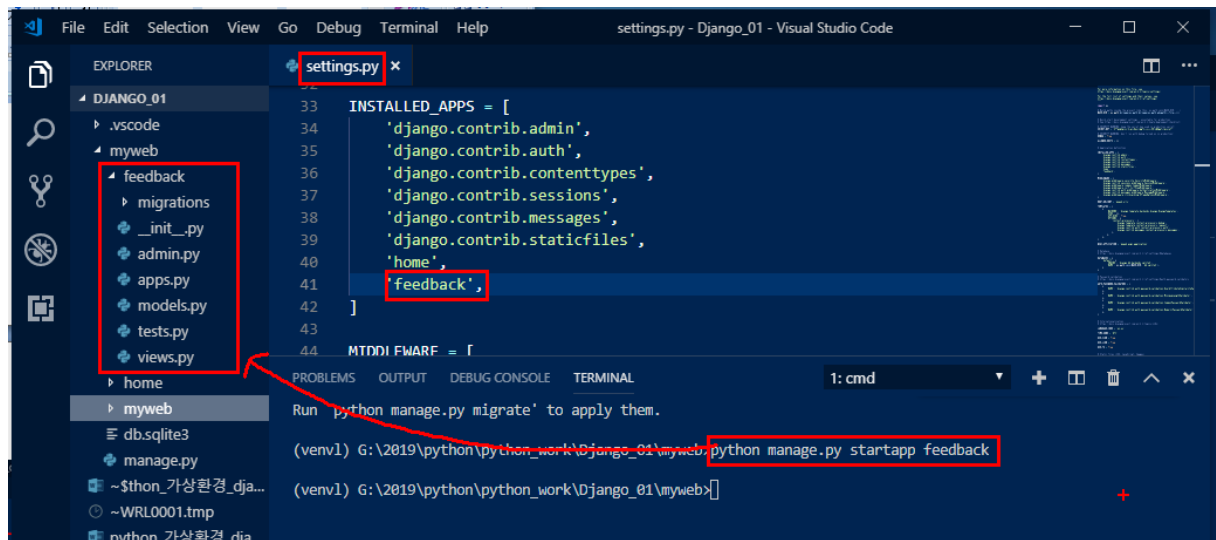 File Edit Selection View Go Debug Terminal Help settings.py - Django_01 - Visual Studio Code
EXPLORER
DJANGO_01
.vscode
myweb
feedback
migrations
__init__.py
admin.py
apps.py
models.py
tests.py
views.py
home
myweb
db.sqlite3
manage.py
~$thon_가상환경_dja...
~WRL0001.tmp
python_가상환경_dja...
settings.py
33 INSTALLED_APPS = [
34 'django.contrib.admin',
35 'django.contrib.auth',
36 'django.contrib.contenttypes',
37 'django.contrib.sessions',
38 'django.contrib.messages',
39 'django.contrib.staticfiles',
40 'home',
41 'feedback',
42 ]
43
44 MIDDLEWARE = [
PROBLEMS OUTPUT DEBUG CONSOLE TERMINAL 1: cmd
Run 'python manage.py migrate' to apply them.
(venv1) G:\2019\python\python_work\Django_01\myweb>python manage.py startapp feedback
(venv1) G:\2019\python\python_work\Django_01\myweb>